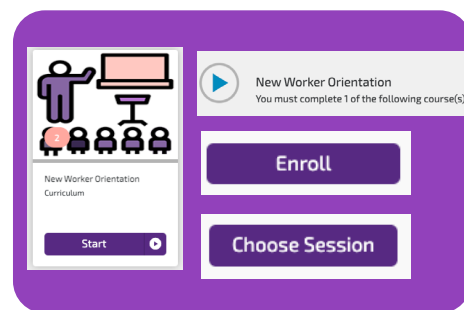 2
New Worker Orientation
Curriculum
Start
New Worker Orientation
You must complete 1 of the following course(s)
Enroll
Choose Session